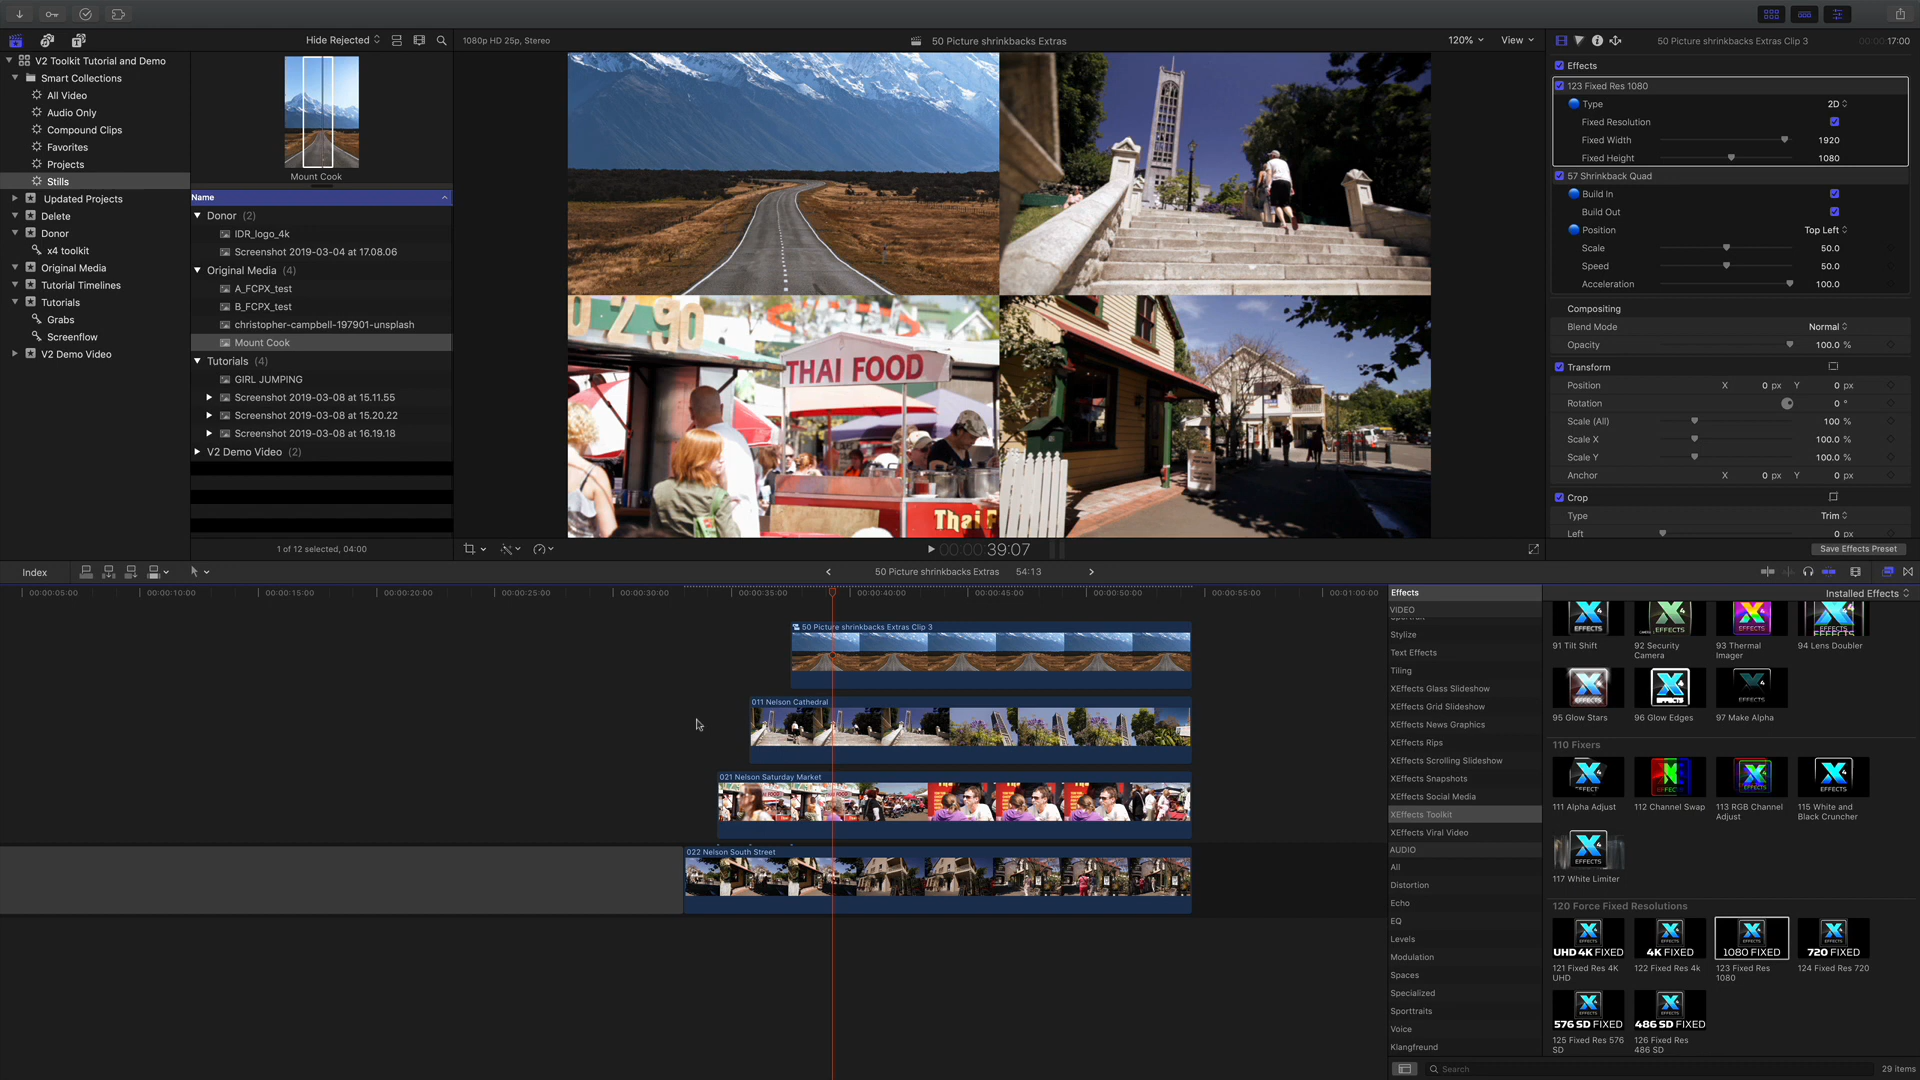 Hide Rejected
1080p HD 25p, Stereo
50 Picture shrinkbacks Extras
120%
View
50 Picture shrinkbacks Extras Clip 3
00:00:17:00
V2 Toolkit Tutorial and Demo
Smart Collections
All Video
Audio Only
Compound Clips
Favorites
Projects
Stills
Updated Projects
Delete
Donor
x4 toolkit
Original Media
Tutorial Timelines
Tutorials
Grabs
Screenflow
V2 Demo Video
Mount Cook
Name
Donor (2)
IDR_logo_4k
Screenshot 2019-03-04 at 17.08.06
Original Media (4)
A_FCPX_test
B_FCPX_test
christopher-campbell-197901-unsplash
Mount Cook
Tutorials (4)
GIRL JUMPING
Screenshot 2019-03-08 at 15.11.55
Screenshot 2019-03-08 at 15.20.22
Screenshot 2019-03-08 at 16.19.18
V2 Demo Video (2)
1 of 12 selected, 04:00
THAI FOOD
Thai F
Effects
123 Fixed Res 1080
Type 2D
Fixed Resolution
Fixed Width 1920
Fixed Height 1080
57 Shrinkback Quad
Build In
Build Out
Position Top Left
Scale 50.0
Speed 50.0
Acceleration 100.0
Compositing
Blend Mode Normal
Opacity 100.0 %
Transform
Position X 0 px Y 0 px
Rotation 0 °
Scale (All) 100 %
Scale X 100.0 %
Scale Y 100.0 %
Anchor X 0 px Y 0 px
Crop
Type Trim
Left 0 px
Save Effects Preset
00:00:39:07
Index
50 Picture shrinkbacks Extras 54:13
00:00:05:00
00:00:10:00
00:00:15:00
00:00:20:00
00:00:25:00
00:00:30:00
00:00:35:00
00:00:40:00
00:00:45:00
00:00:50:00
00:00:55:00
00:01:00:00
50 Picture shrinkbacks Extras Clip 3
011 Nelson Cathedral
021 Nelson Saturday Market
022 Nelson South Street
Effects
VIDEO
Stylize
Text Effects
Tiling
XEffects Glass Slideshow
XEffects Grid Slideshow
XEffects News Graphics
XEffects Rips
XEffects Scrolling Slideshow
XEffects Snapshots
XEffects Social Media
XEffects Toolkit
XEffects Viral Video
AUDIO
All
Distortion
Echo
EQ
Levels
Modulation
Spaces
Specialized
Sporttraits
Voice
Klangfreund
Installed Effects
91 Tilt Shift
92 Security Camera
93 Thermal Imager
94 Lens Doubler
95 Glow Stars
96 Glow Edges
97 Make Alpha
110 Fixers
111 Alpha Adjust
112 Channel Swap
113 RGB Channel Adjust
115 White and Black Cruncher
117 White Limiter
120 Force Fixed Resolutions
UHD 4K FIXED
4K FIXED
1080 FIXED
720 FIXED
121 Fixed Res 4K UHD
122 Fixed Res 4k
123 Fixed Res 1080
124 Fixed Res 720
576 SD FIXED
486 SD FIXED
125 Fixed Res 576 SD
126 Fixed Res 486 SD
Search
29 items